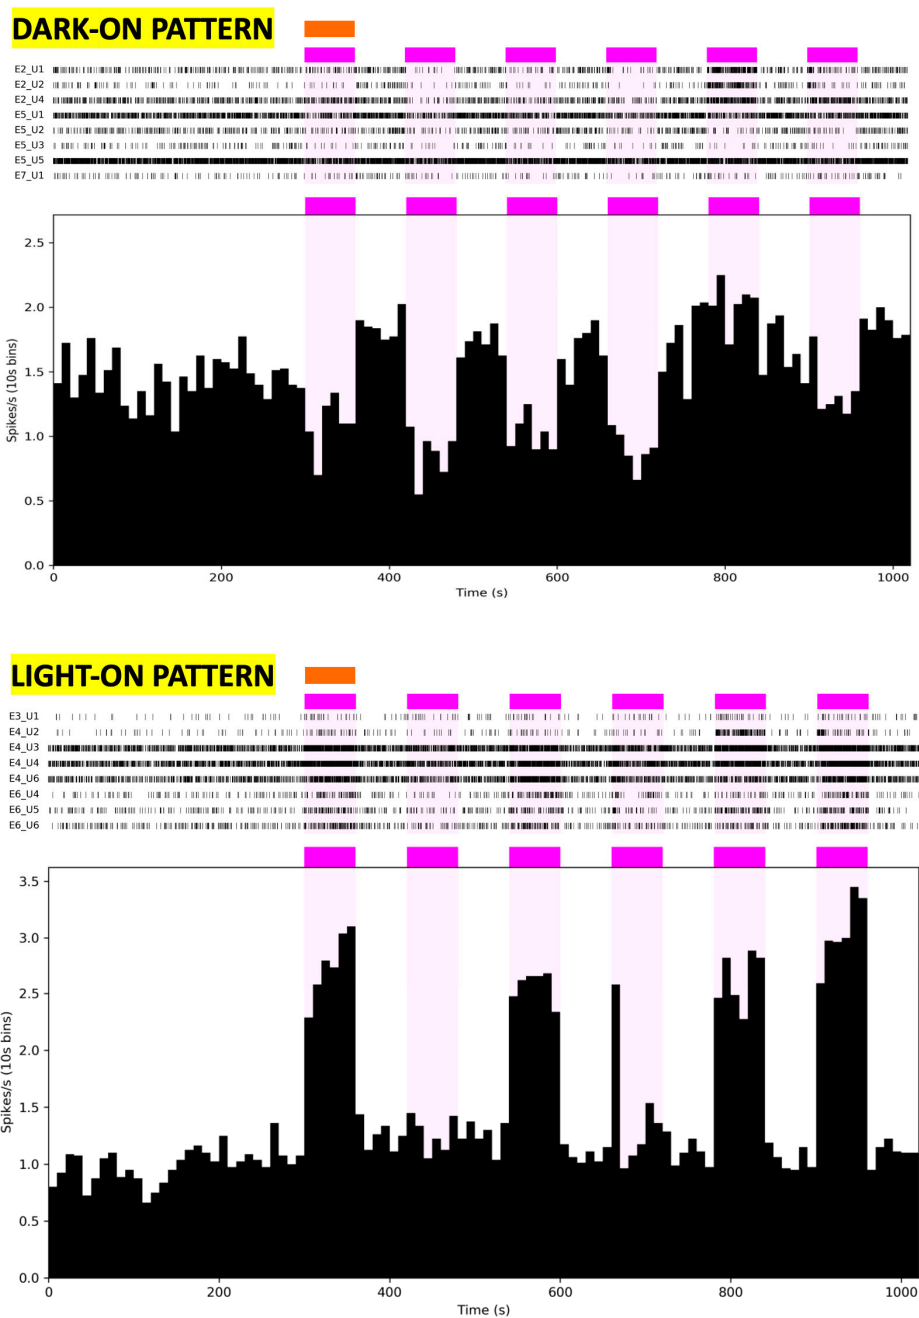 DARK-ON PATTERN
E2_U1
E2_U2
E2_U4
E5_U1
E5_U2
E5_U3
E5_U5
E7_U1
2.5
2.0
1.5
1.0
0.5
0.0
Spikes/s (10s bins)
0 200 400 600 800 1000
Time (s)
LIGHT-ON PATTERN
E3_U1
E4_U2
E4_U3
E4_U4
E4_U6
E6_U4
E6_U5
E6_U6
3.5
3.0
2.5
2.0
1.5
1.0
0.5
0.0
Spikes/s (10s bins)
0 200 400 600 800 1000
Time (s)